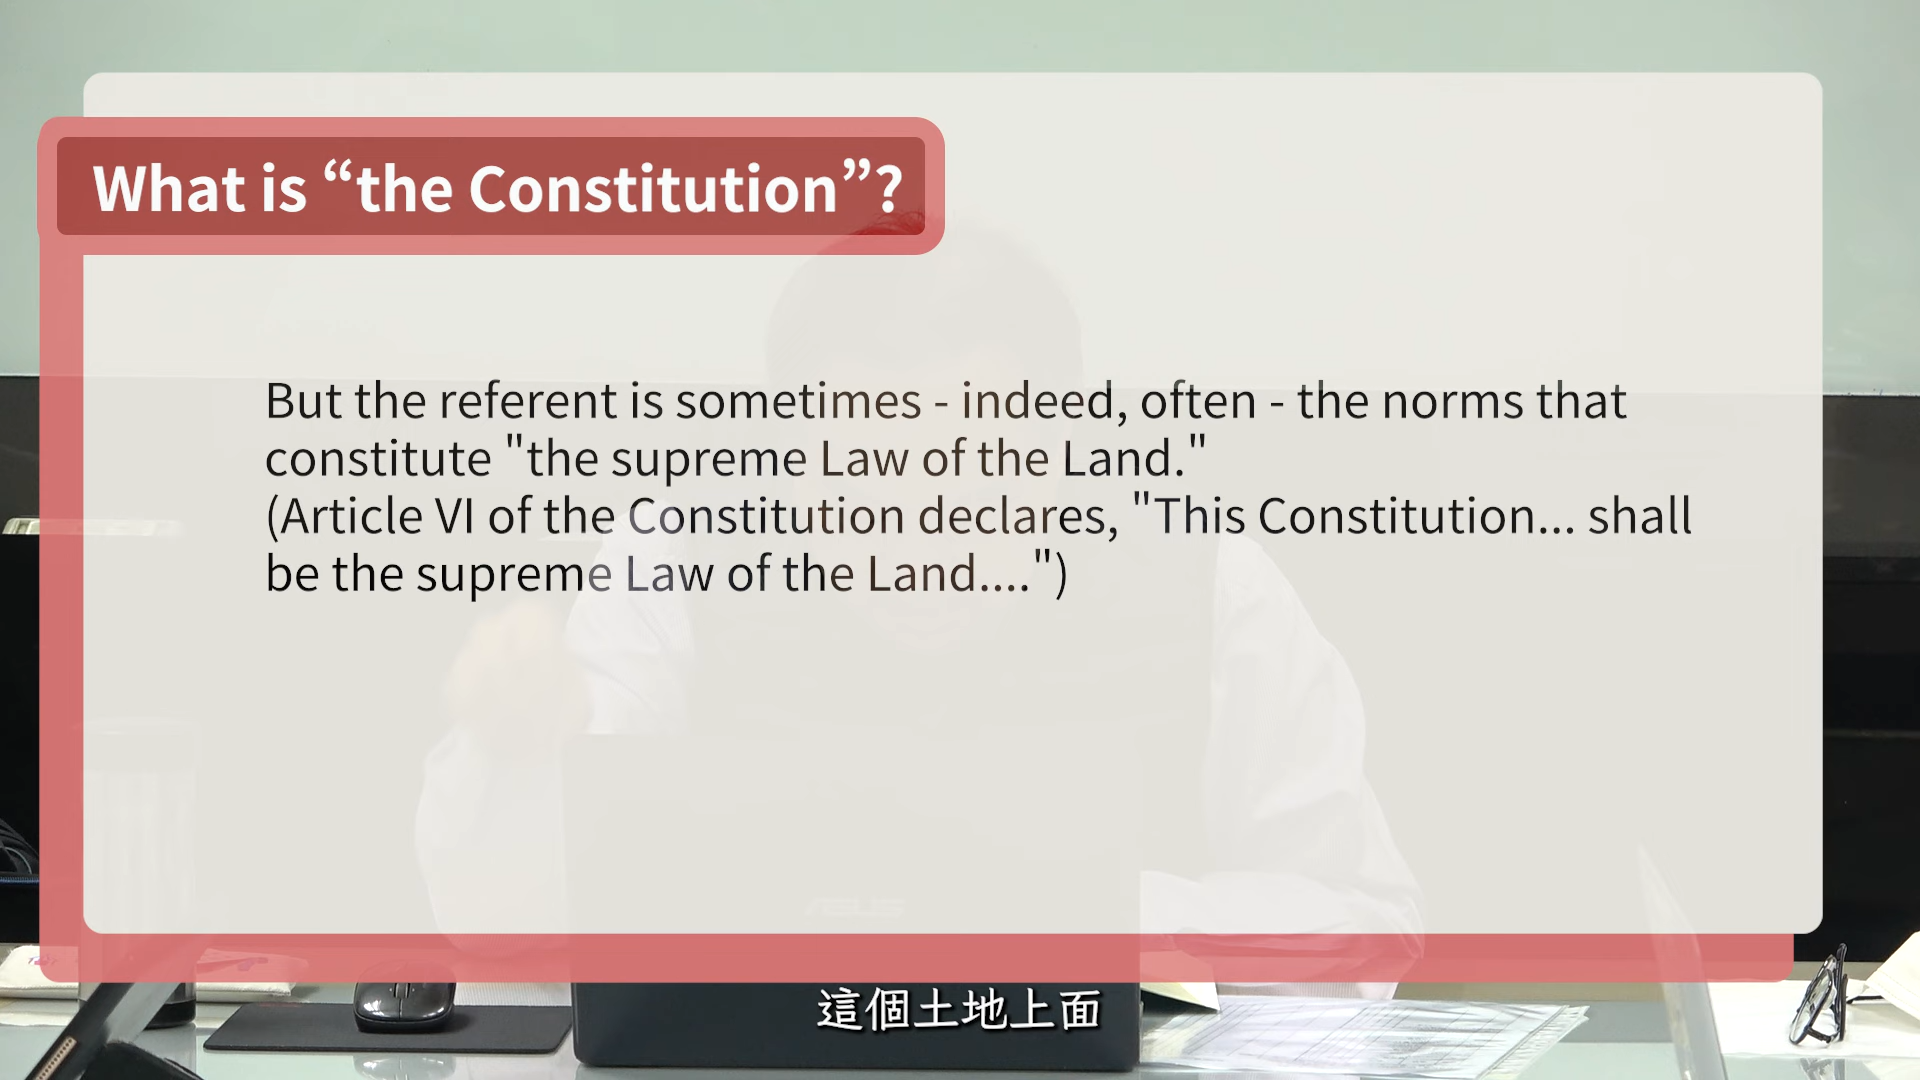 What is “the Constitution”?
But the referent is sometimes - indeed, often - the norms that
constitute "the supreme Law of the Land."
(Article VI of the Constitution declares, "This Constitution... shall
be the supreme Law of the Land....")
ASUS
這個土地上面